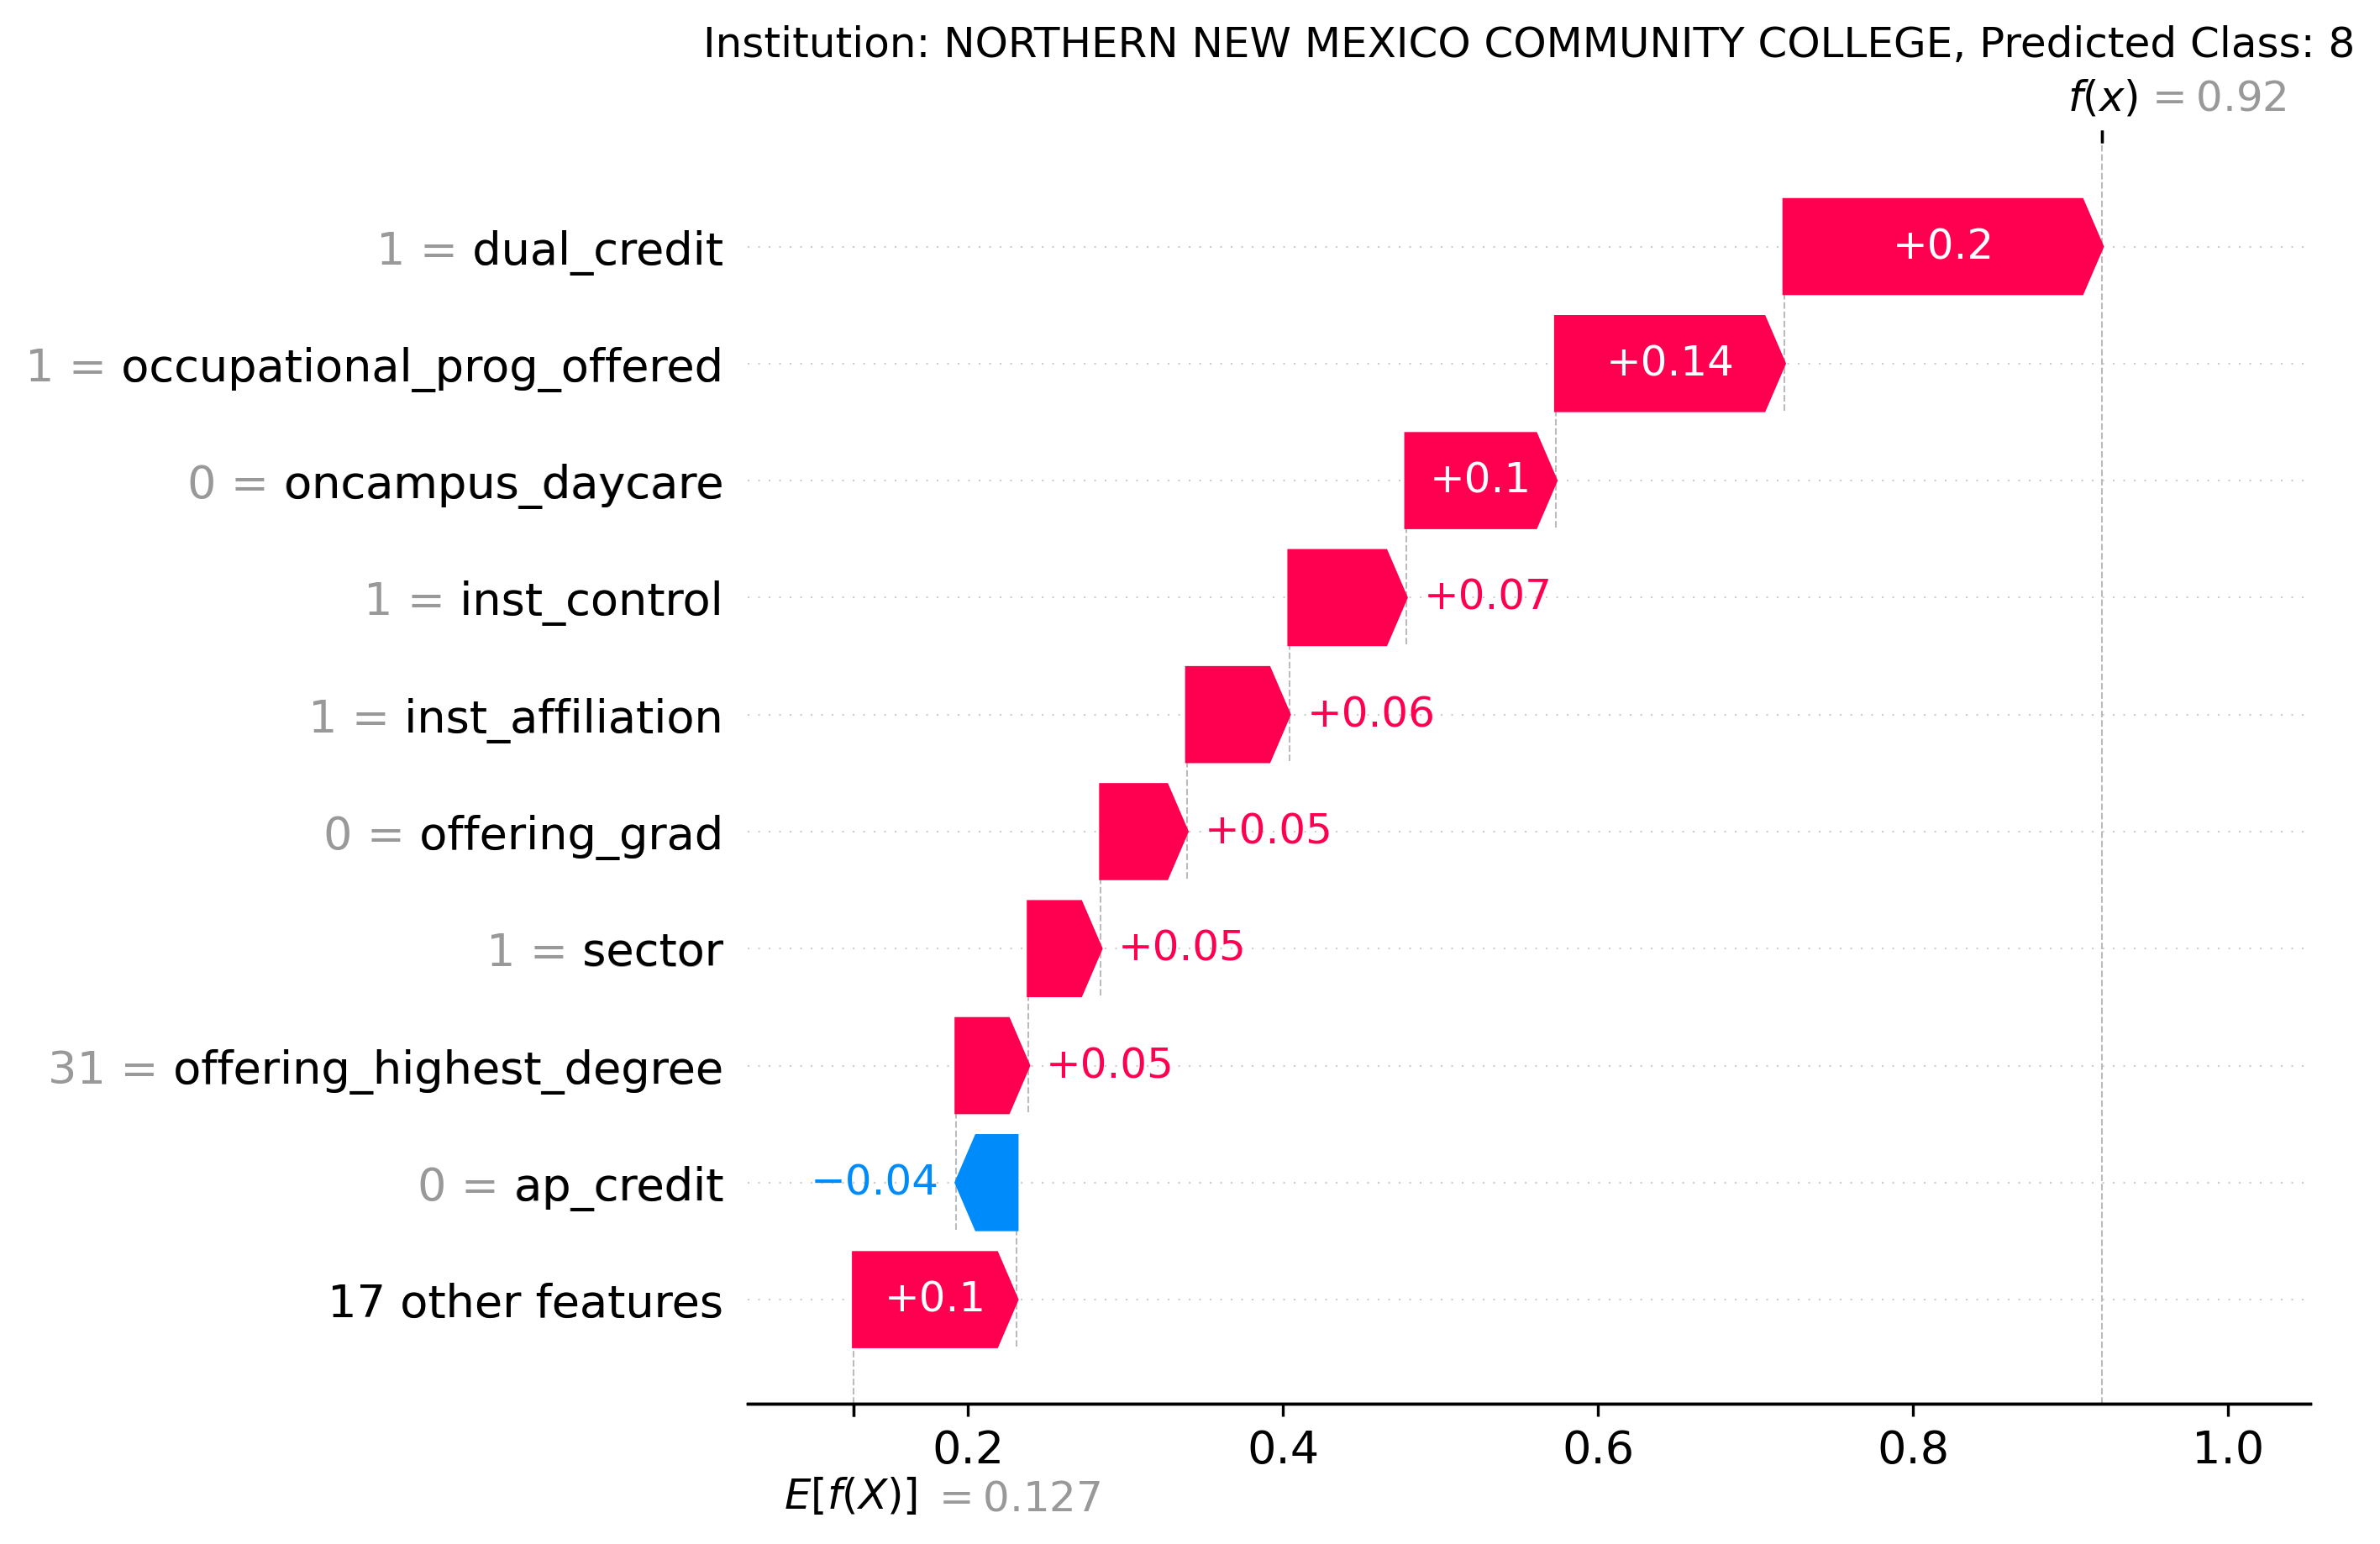 Institution: NORTHERN NEW MEXICO COMMUNITY COLLEGE, Predicted Class: 8
f(x) = 0.92
1 = dual_credit +0.2
1 = occupational_prog_offered +0.14
0 = oncampus_daycare +0.1
1 = inst_control +0.07
1 = inst_affiliation +0.06
0 = offering_grad +0.05
1 = sector +0.05
31 = offering_highest_degree +0.05
0 = ap_credit −0.04
17 other features +0.1
0.2 0.4 0.6 0.8 1.0
E[f(X)] = 0.127